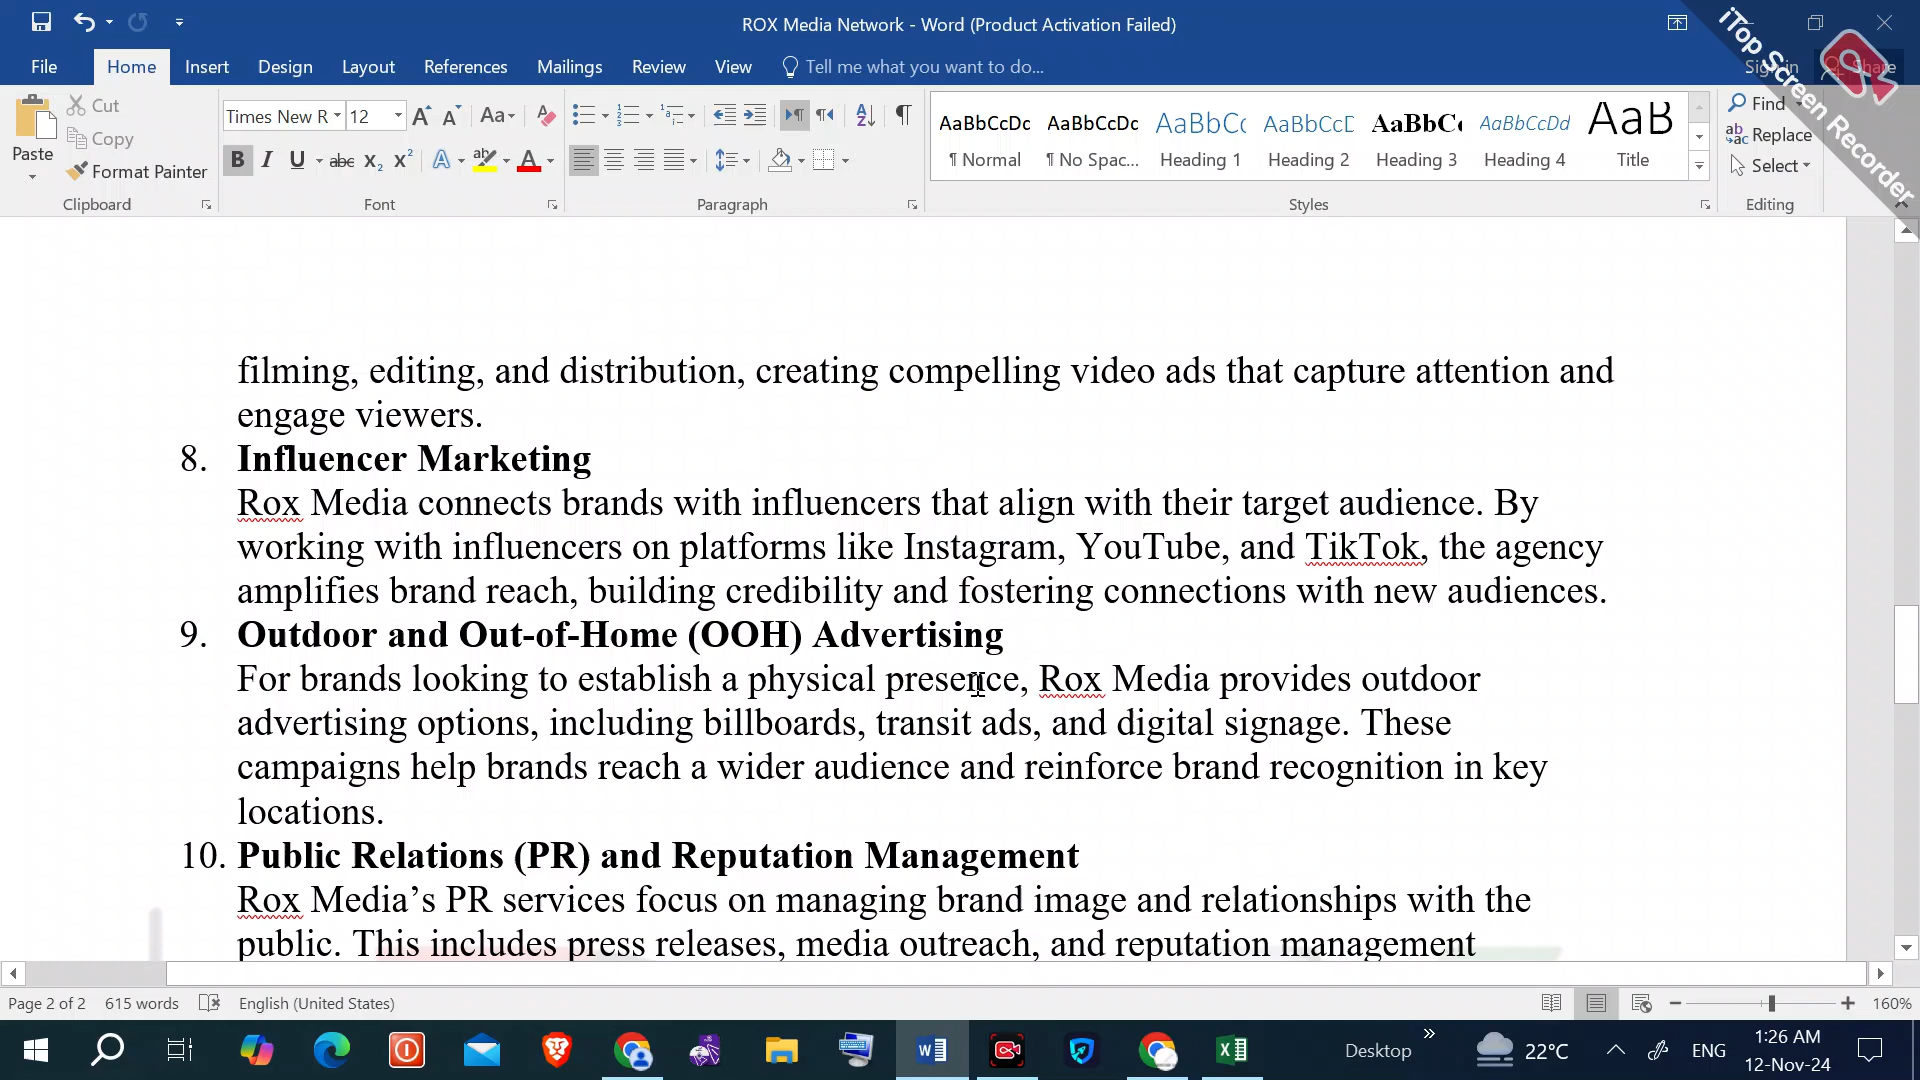 ROX Media Network - Word (Product Activation Failed)
iTop Screen Recorder
File Home Insert Design Layout References Mailings Review View Tell me what you want to do... Sign in Share
Cut
Copy
Paste
Format Painter
Clipboard
Times New R 12
Font
Paragraph
AaBbCcDc AaBbCcDc AaBbCc AaBbCcD AaBbCc AaBbCcDd AaB
¶ Normal ¶ No Spac... Heading 1 Heading 2 Heading 3 Heading 4 Title
Styles
Find
Replace
Select
Editing
filming, editing, and distribution, creating compelling video ads that capture attention and
engage viewers.
8. Influencer Marketing
Rox Media connects brands with influencers that align with their target audience. By
working with influencers on platforms like Instagram, YouTube, and TikTok, the agency
amplifies brand reach, building credibility and fostering connections with new audiences.
9. Outdoor and Out-of-Home (OOH) Advertising
For brands looking to establish a physical presence, Rox Media provides outdoor
advertising options, including billboards, transit ads, and digital signage. These
campaigns help brands reach a wider audience and reinforce brand recognition in key
locations.
10. Public Relations (PR) and Reputation Management
Rox Media’s PR services focus on managing brand image and relationships with the
public. This includes press releases, media outreach, and reputation management
Page 2 of 2 615 words English (United States) 160%
Desktop 22°C ENG 1:26 AM
12-Nov-24